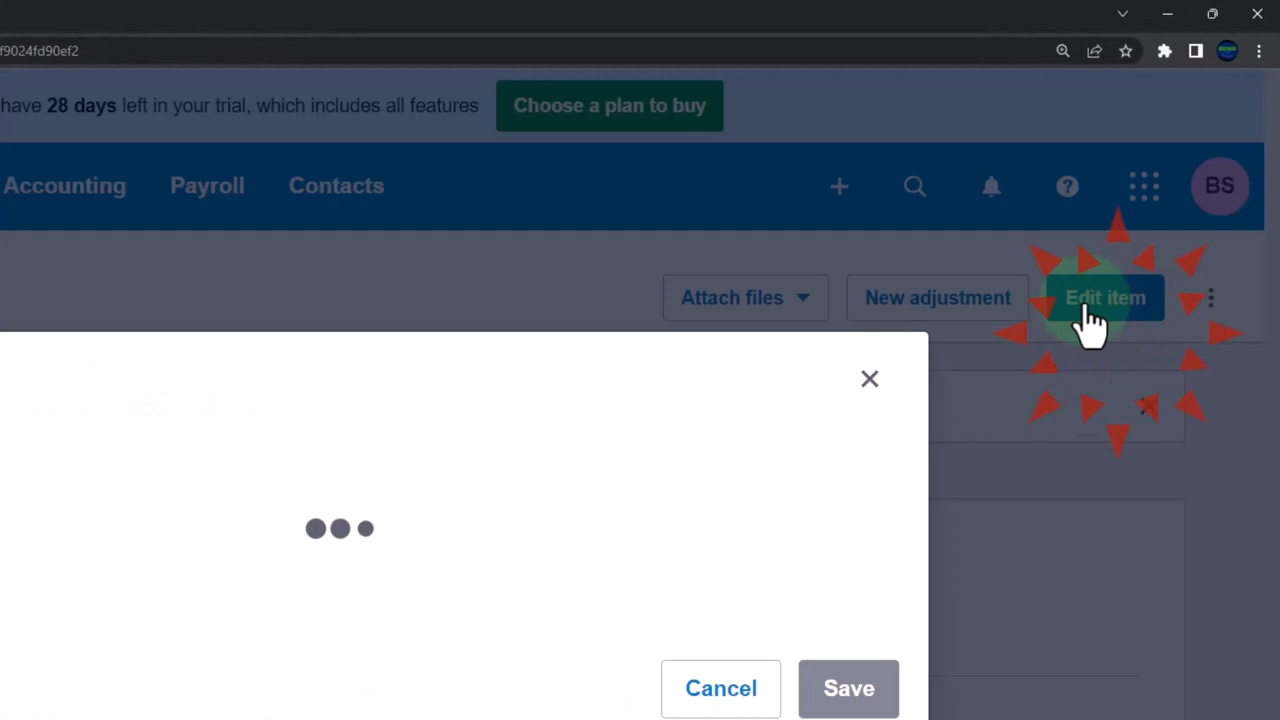 f9024fd90ef2
have 28 days left in your trial, which includes all features
Choose a plan to buy
Accounting
Payroll
Contacts
BS
Attach files
New adjustment
Edit item
Cancel
Save